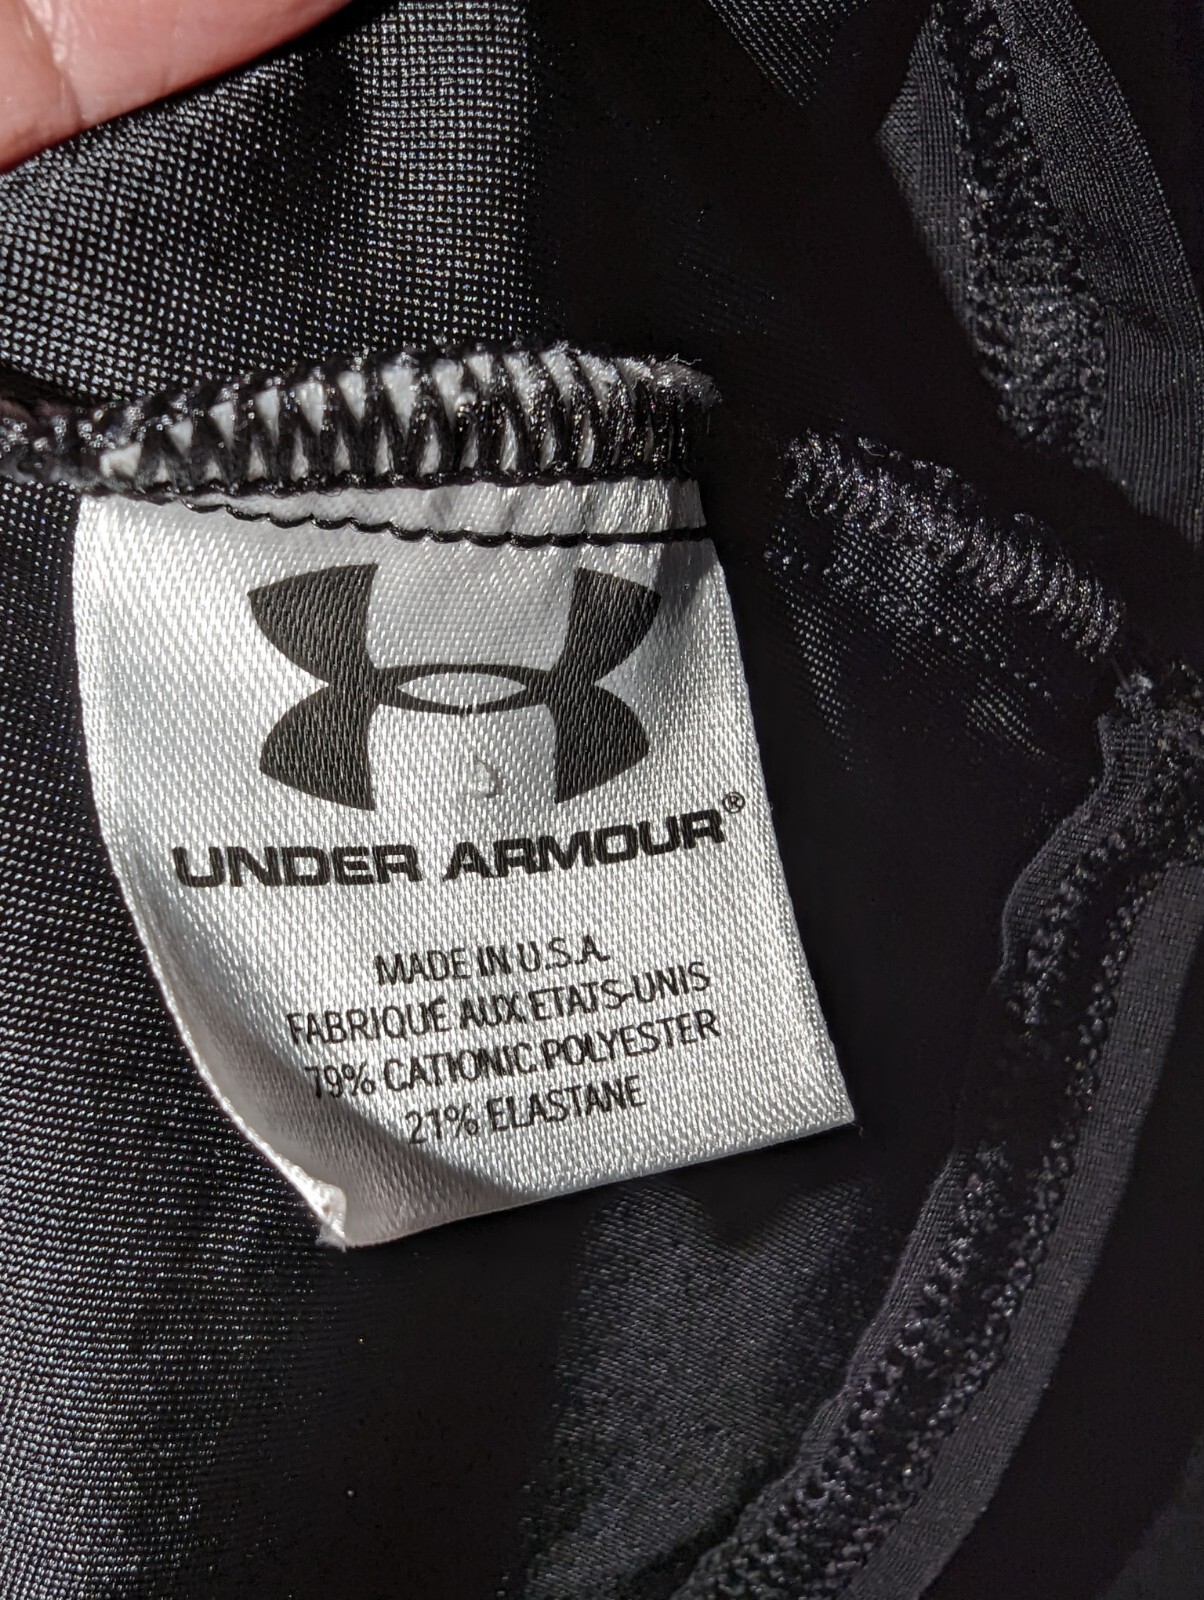 UNDER ARMOUR®
MADE IN U.S.A.
FABRIQUE AUX ETATS-UNIS
79% CATIONIC POLYESTER
21% ELASTANE